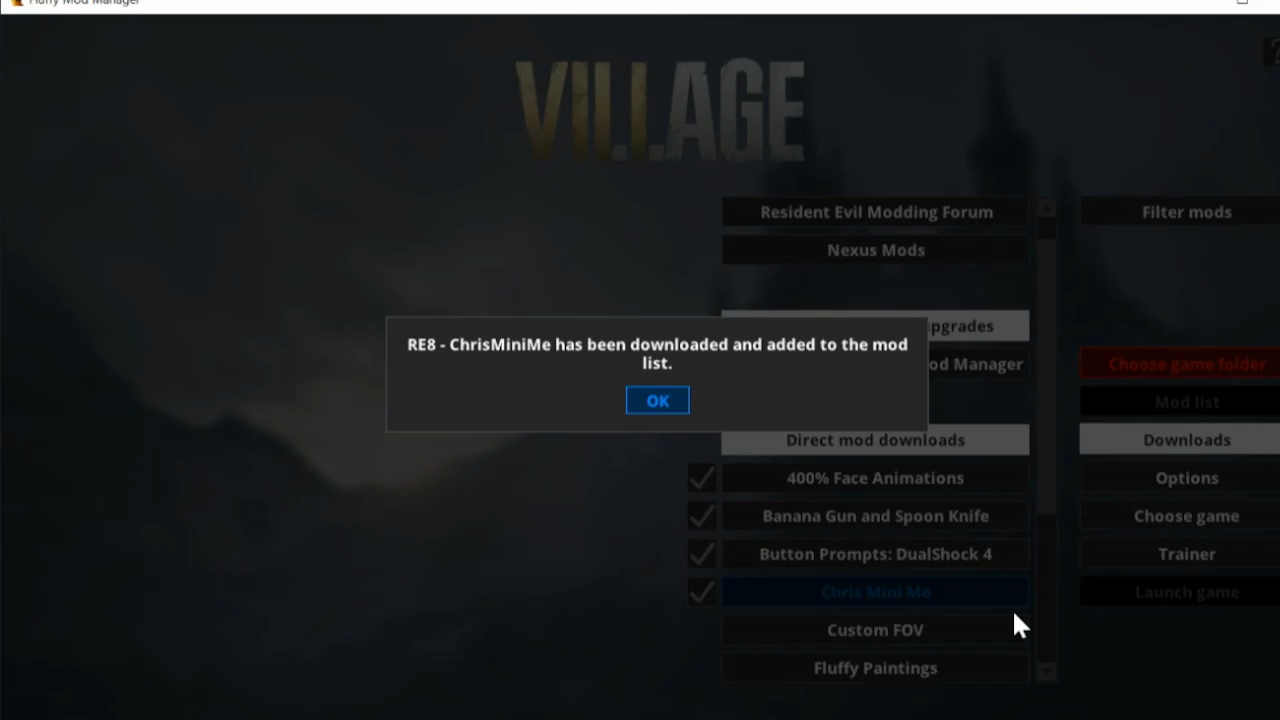 Fluffy Mod Manager
VILLAGE
Resident Evil Modding Forum
Filter mods
Nexus Mods
pgrades
RE8 - ChrisMiniMe has been downloaded and added to the mod
list.
od Manager
Choose game folder
OK
Mod list
Direct mod downloads
Downloads
400% Face Animations
Options
Banana Gun and Spoon Knife
Choose game
Button Prompts: DualShock 4
Trainer
Chris Mini Me
Launch game
Custom FOV
Fluffy Paintings